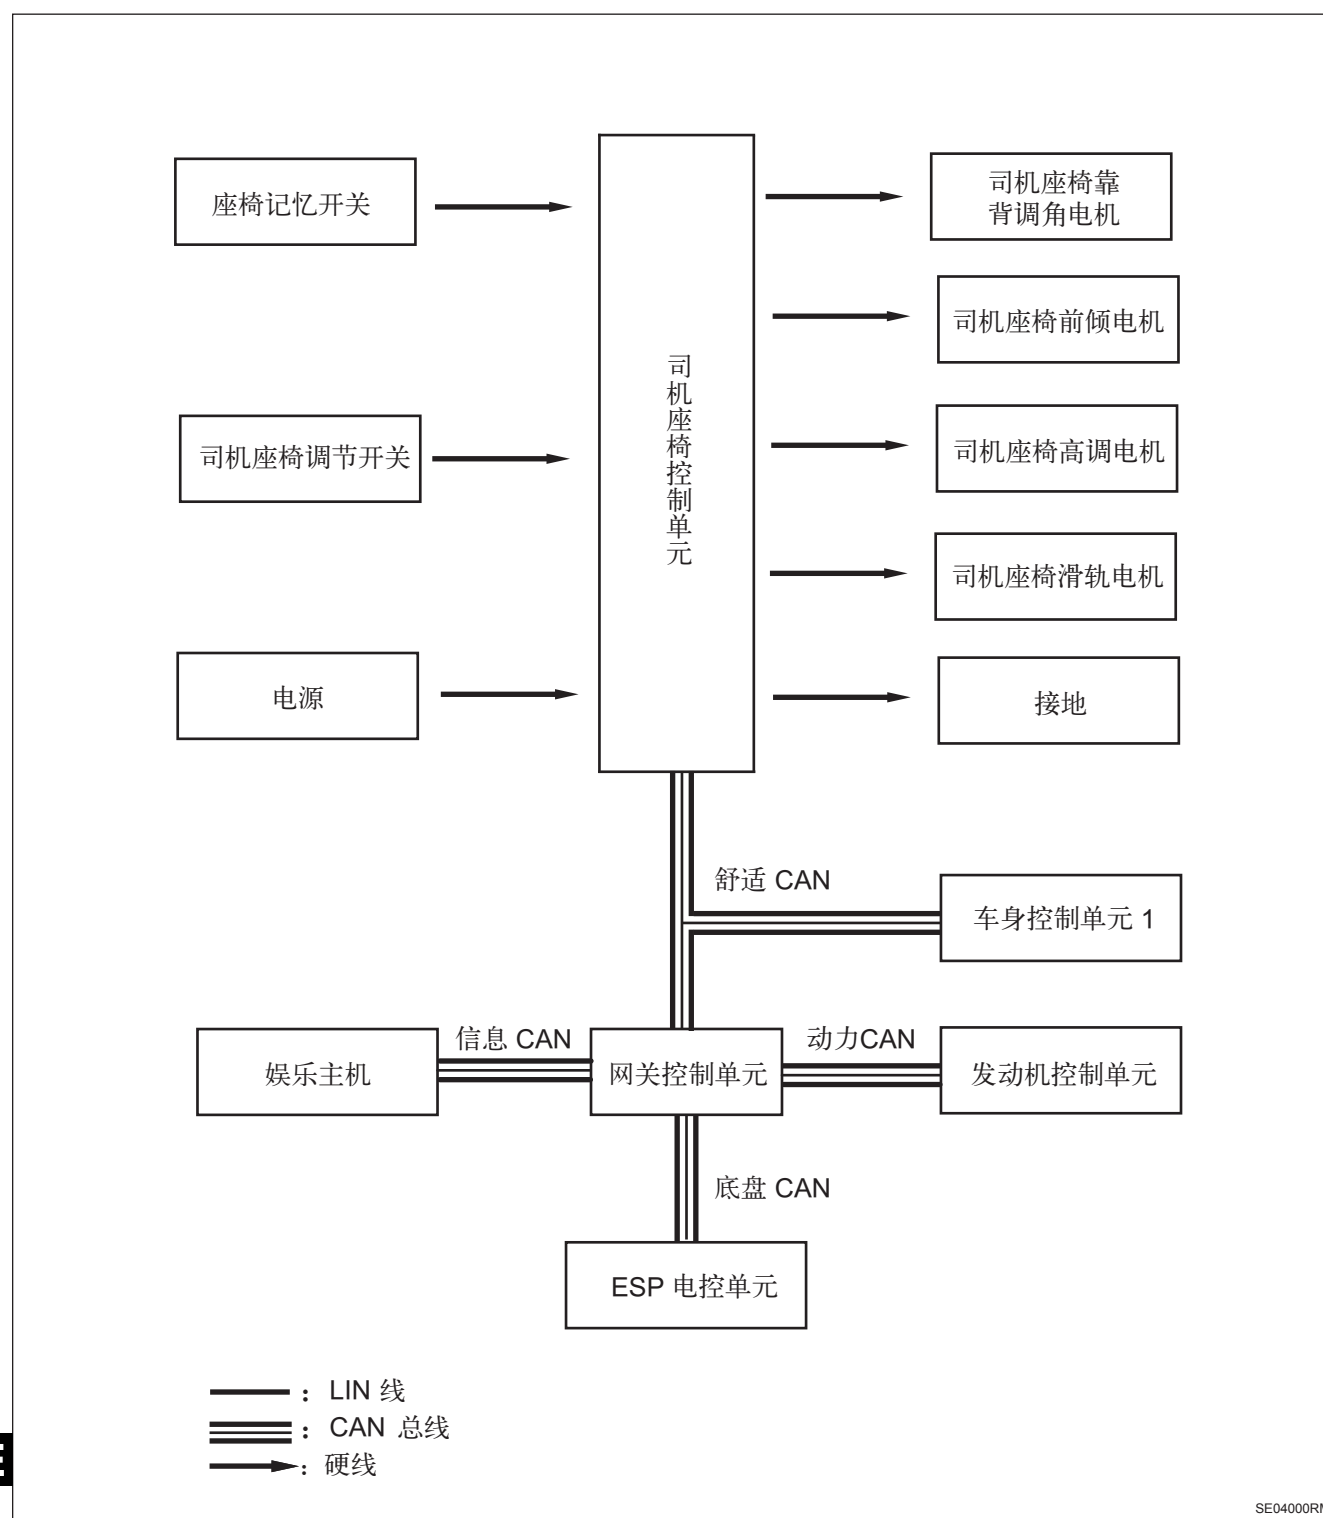 座椅记忆开关
司机座椅调节开关
电源
司机座椅控制单元
司机座椅靠
背调角电机
司机座椅前倾电机
司机座椅高调电机
司机座椅滑轨电机
接地
舒适 CAN
车身控制单元 1
娱乐主机
信息 CAN
网关控制单元
动力CAN
发动机控制单元
底盘 CAN
ESP 电控单元
：LIN 线
：CAN 总线
：硬线